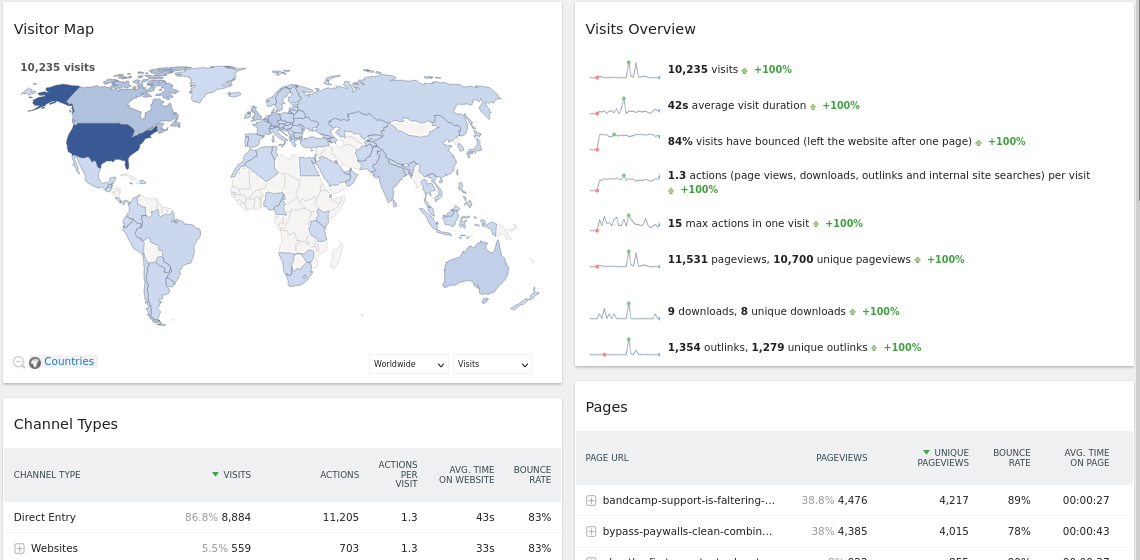 Visitor Map
10,235 visits
Countries
Worldwide
Visits
Channel Types
CHANNEL TYPE VISITS ACTIONS ACTIONS PER VISIT AVG. TIME ON WEBSITE BOUNCE RATE
Direct Entry 86.8% 8,884 11,205 1.3 43s 83%
Websites 5.5% 559 703 1.3 33s 83%
Visits Overview
10,235 visits +100%
42s average visit duration +100%
84% visits have bounced (left the website after one page) +100%
1.3 actions (page views, downloads, outlinks and internal site searches) per visit
+100%
15 max actions in one visit +100%
11,531 pageviews, 10,700 unique pageviews +100%
9 downloads, 8 unique downloads +100%
1,354 outlinks, 1,279 unique outlinks +100%
Pages
PAGE URL PAGEVIEWS UNIQUE PAGEVIEWS BOUNCE RATE AVG. TIME ON PAGE
bandcamp-support-is-faltering-... 38.8% 4,476 4,217 89% 00:00:27
bypass-paywalls-clean-combin... 38% 4,385 4,015 78% 00:00:43